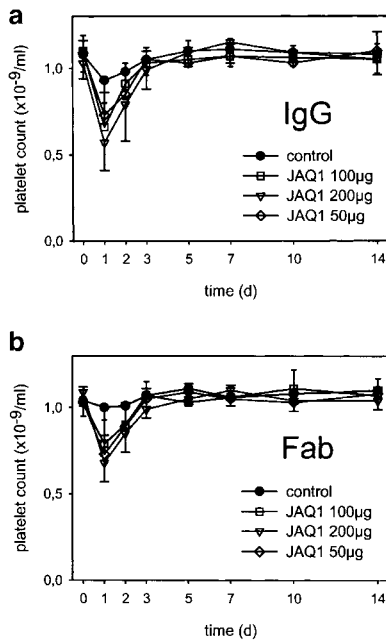 a
platelet count (x10-9/ml)
1,0
0,5
0,0
IgG
control
JAQ1 100µg
JAQ1 200µg
JAQ1 50µg
0 1 2 3 5 7 10 14
time (d)
b
platelet count (x10-9/ml)
1,0
0,5
0,0
Fab
control
JAQ1 100µg
JAQ1 200µg
JAQ1 50µg
0 1 2 3 5 7 10 14
time (d)